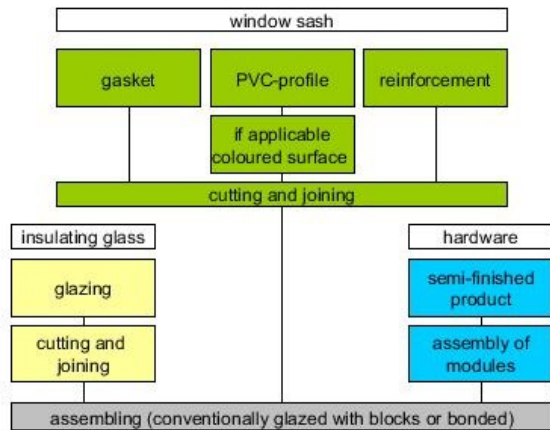 window sash
gasket
PVC-profile
reinforcement
if applicable
coloured surface
cutting and joining
insulating glass
hardware
glazing
semi-finished
product
cutting and
joining
assembly of
modules
assembling (conventionally glazed with blocks or bonded)